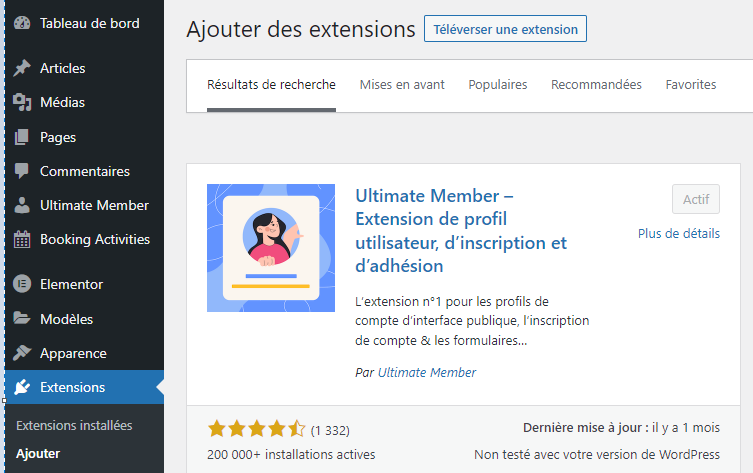 Tableau de bord
Articles
Médias
Pages
Commentaires
Ultimate Member
Booking Activities
Elementor
Modèles
Apparence
Extensions
Extensions installées
Ajouter
Ajouter des extensions
Téléverser une extension
Résultats de recherche
Mises en avant
Populaires
Recommandées
Favorites
Ultimate Member –
Extension de profil
utilisateur, d’inscription et
d’adhésion
Actif
Plus de détails
L’extension n°1 pour les profils de
compte d’interface publique, l’inscription
de compte & les formulaires…
Par Ultimate Member
(1 332)
200 000+ installations actives
Dernière mise à jour : il y a 1 mois
Non testé avec votre version de WordPress